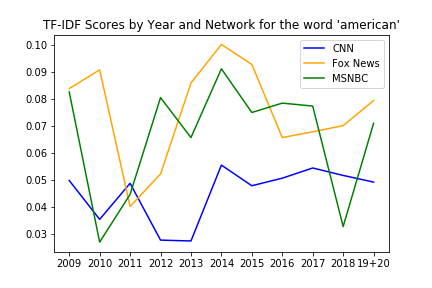 TF-IDF Scores by Year and Network for the word 'american'
CNN
Fox News
MSNBC
0.10
0.09
0.08
0.07
0.06
0.05
0.04
0.03
2009 2010 2011 2012 2013 2014 2015 2016 2017 2018 19+20